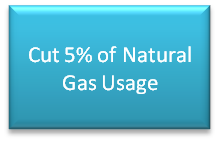 Cut 5% of Natural
Gas Usage